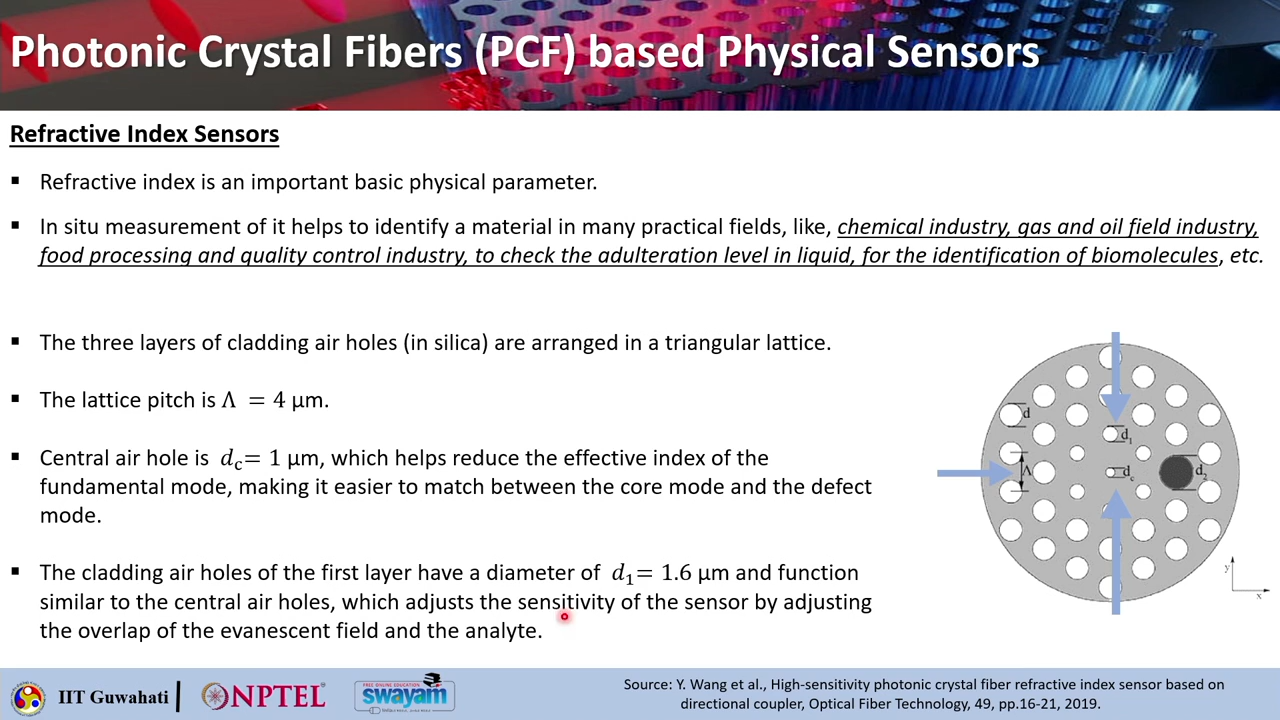 Photonic Crystal Fibers (PCF) based Physical Sensors
Refractive Index Sensors
▪ Refractive index is an important basic physical parameter.
▪ In situ measurement of it helps to identify a material in many practical fields, like, chemical industry, gas and oil field industry,
food processing and quality control industry, to check the adulteration level in liquid, for the identification of biomolecules, etc.
▪ The three layers of cladding air holes (in silica) are arranged in a triangular lattice.
▪ The lattice pitch is Λ = 4 μm.
▪ Central air hole is d_c= 1 μm, which helps reduce the effective index of the
fundamental mode, making it easier to match between the core mode and the defect
mode.
▪ The cladding air holes of the first layer have a diameter of d₁= 1.6 μm and function
similar to the central air holes, which adjusts the sensitivity of the sensor by adjusting
the overlap of the evanescent field and the analyte.
d
d₁
Λ
d_c
d₂
y
x
IIT Guwahati
NPTEL
FREE ONLINE EDUCATION
swayam
Source: Y. Wang et al., High-sensitivity photonic crystal fiber refractive index sensor based on
directional coupler, Optical Fiber Technology, 49, pp.16-21, 2019.